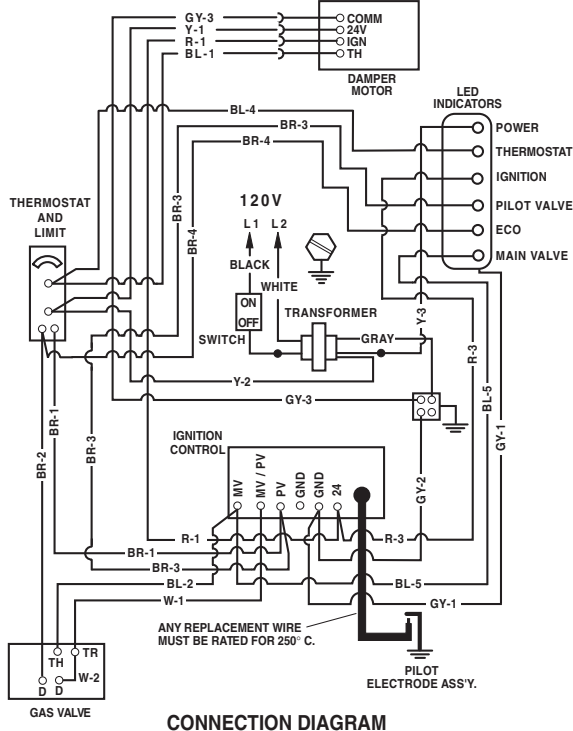 GY-3
Y-1
R-1
BL-1
COMM
24V
IGN
TH
DAMPER
MOTOR
LED
INDICATORS
BL-4
BR-3
BR-4
POWER
THERMOSTAT
IGNITION
PILOT VALVE
ECO
MAIN VALVE
THERMOSTAT
AND
LIMIT
BR-3
BR-4
120V
L1 L2
BLACK
WHITE
ON
OFF
SWITCH
TRANSFORMER
GRAY
Y-3
R-3
Y-2
GY-3
BL-5
GY-1
BR-1
BR-2
BR-3
IGNITION
CONTROL
MV
MV / PV
PV
GND
GND
24
GY-2
R-1
R-3
BR-1
BR-3
BL-2
BL-5
W-1
GY-1
ANY REPLACEMENT WIRE
MUST BE RATED FOR 250° C.
TH
TR
W-2
D D
GAS VALVE
PILOT
ELECTRODE ASS'Y.
CONNECTION DIAGRAM